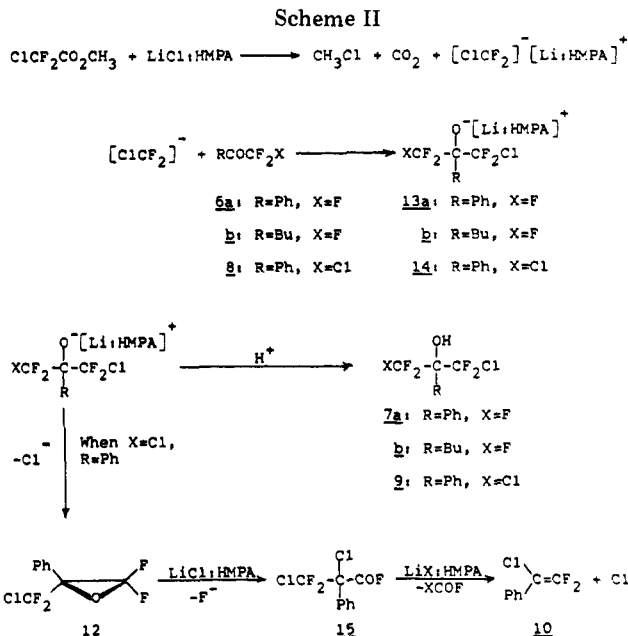 Scheme II
ClCF₂CO₂CH₃ + LiCl:HMPA ⟶ CH₃Cl + CO₂ + [ClCF₂]⁻[Li:HMPA]⁺
O⁻[Li:HMPA]⁺
[ClCF₂]⁻ + RCOCF₂X ⟶ XCF₂-C-CF₂Cl
R
6a: R=Ph, X=F 13a: R=Ph, X=F
b: R=Bu, X=F b: R=Bu, X=F
8: R=Ph, X=Cl 14: R=Ph, X=Cl
O⁻[Li:HMPA]⁺ OH
XCF₂-C-CF₂Cl H⁺ XCF₂-C-CF₂Cl
R R
7a: R=Ph, X=F
-Cl⁻ When X=Cl, b: R=Bu, X=F
R=Ph 9: R=Ph, X=Cl
Ph F Cl
ClCF₂ O F LiCl:HMPA -F⁻ ClCF₂-C-COF LiX:HMPA -XCOF Cl C=CF₂ + Cl
Ph Ph
12 15 10